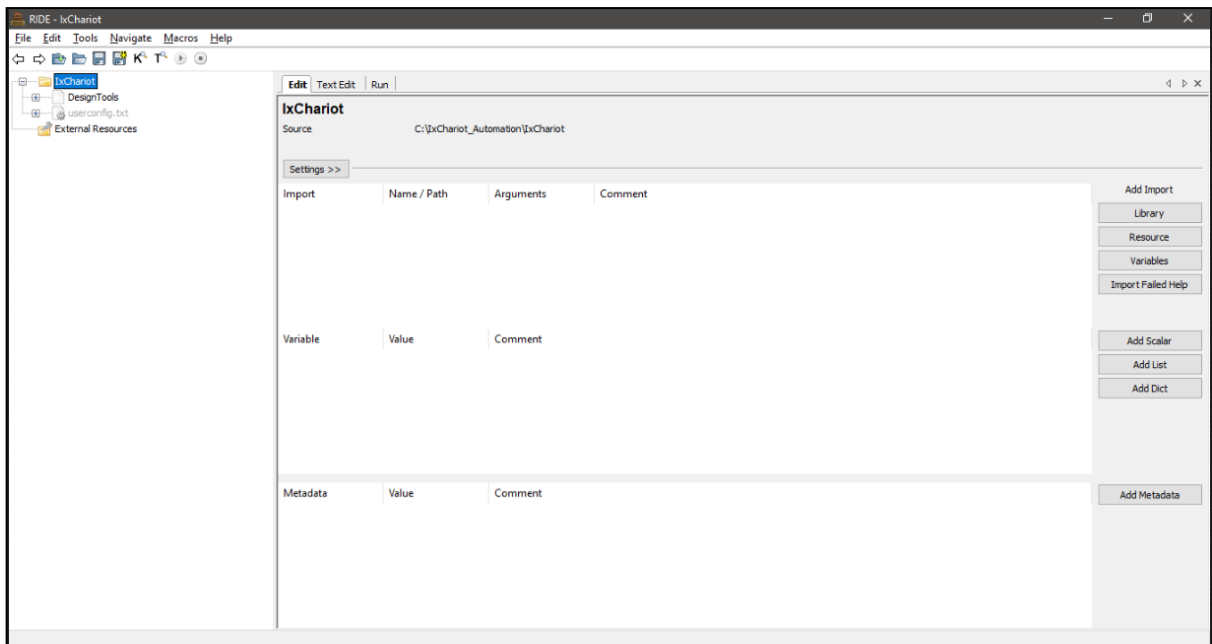 RIDE - IxChariot
File Edit Tools Navigate Macros Help
IxChariot
DesignTools
userconfig.txt
External Resources
Edit Text Edit Run
IxChariot
Source C:\IxChariot_Automation\IxChariot
Settings >>
Import Name / Path Arguments Comment
Add Import
Library
Resource
Variables
Import Failed Help
Variable Value Comment
Add Scalar
Add List
Add Dict
Metadata Value Comment
Add Metadata